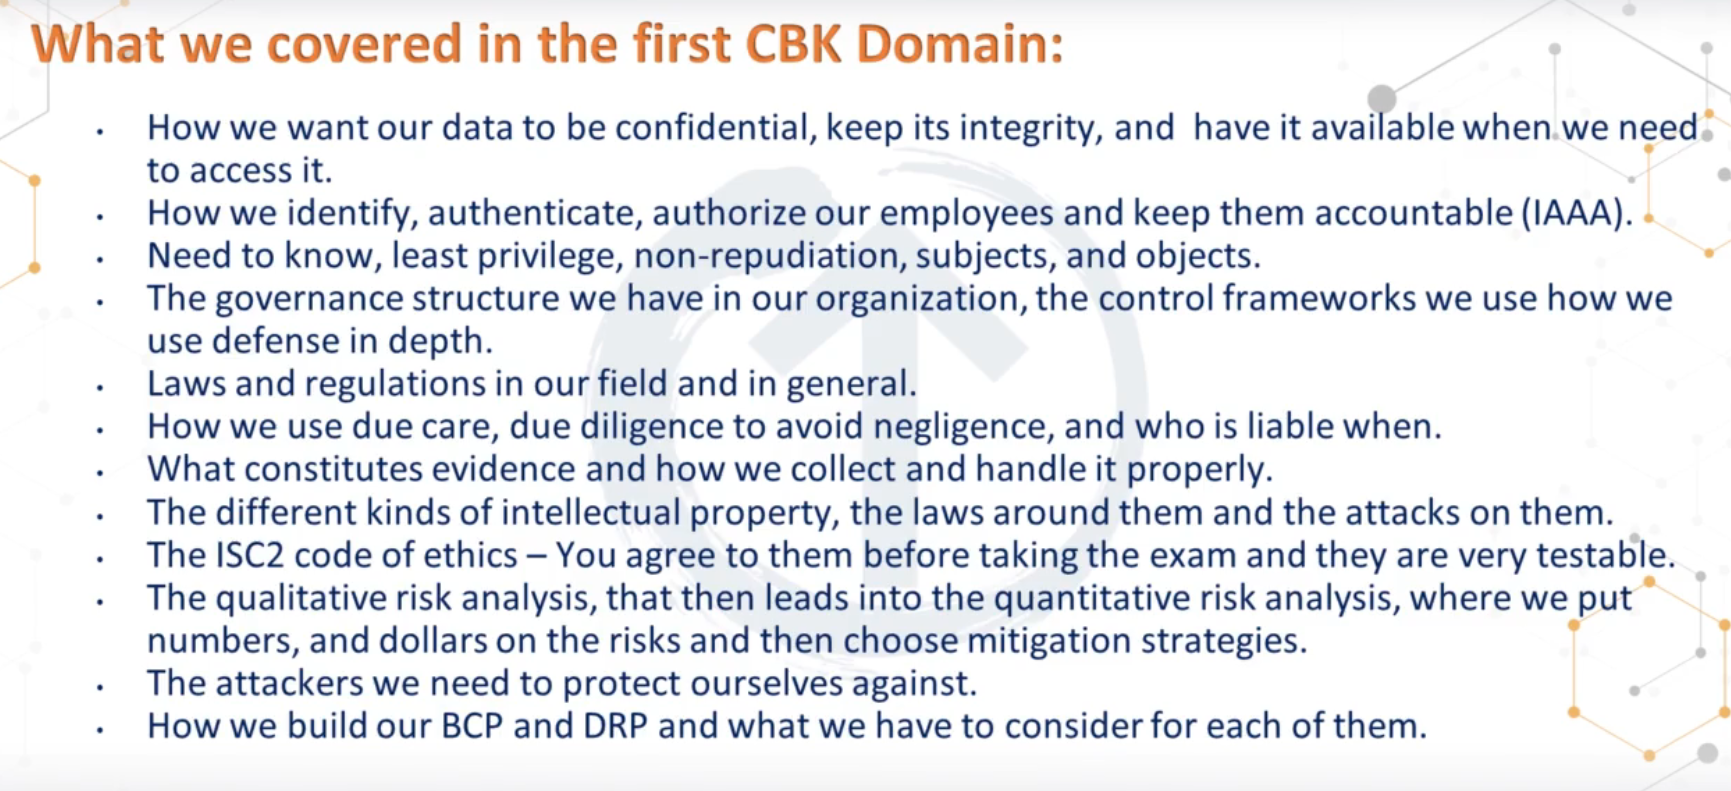 What we covered in the first CBK Domain:
• How we want our data to be confidential, keep its integrity, and have it available when we need
to access it.
• How we identify, authenticate, authorize our employees and keep them accountable (IAAA).
• Need to know, least privilege, non-repudiation, subjects, and objects.
• The governance structure we have in our organization, the control frameworks we use how we
use defense in depth.
• Laws and regulations in our field and in general.
• How we use due care, due diligence to avoid negligence, and who is liable when.
• What constitutes evidence and how we collect and handle it properly.
• The different kinds of intellectual property, the laws around them and the attacks on them.
• The ISC2 code of ethics – You agree to them before taking the exam and they are very testable.
• The qualitative risk analysis, that then leads into the quantitative risk analysis, where we put
numbers, and dollars on the risks and then choose mitigation strategies.
• The attackers we need to protect ourselves against.
• How we build our BCP and DRP and what we have to consider for each of them.